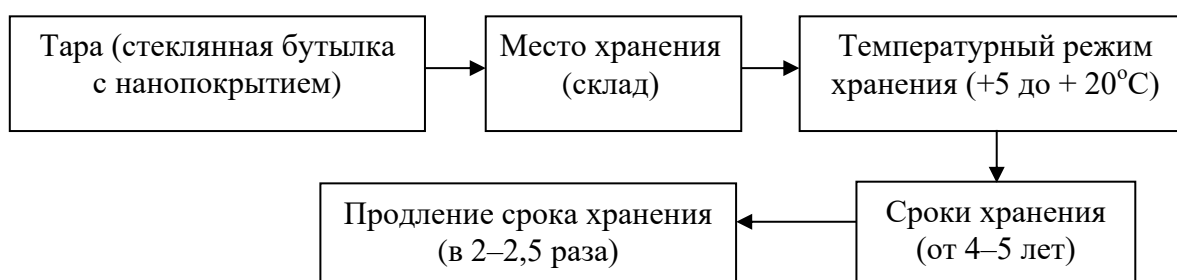 Тара (стеклянная бутылка
с нанопокрытием)
Место хранения
(склад)
Температурный режим
хранения (+5 до + 20°С)
Сроки хранения
(от 4–5 лет)
Продление срока хранения
(в 2–2,5 раза)